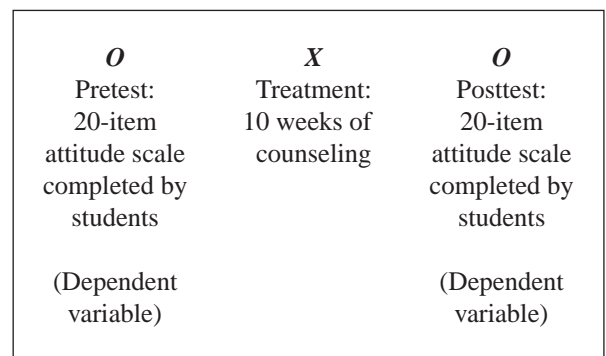 O X O
Pretest: Treatment: Posttest:
20-item 10 weeks of 20-item
attitude scale counseling attitude scale
completed by completed by
students students
(Dependent (Dependent
variable) variable)